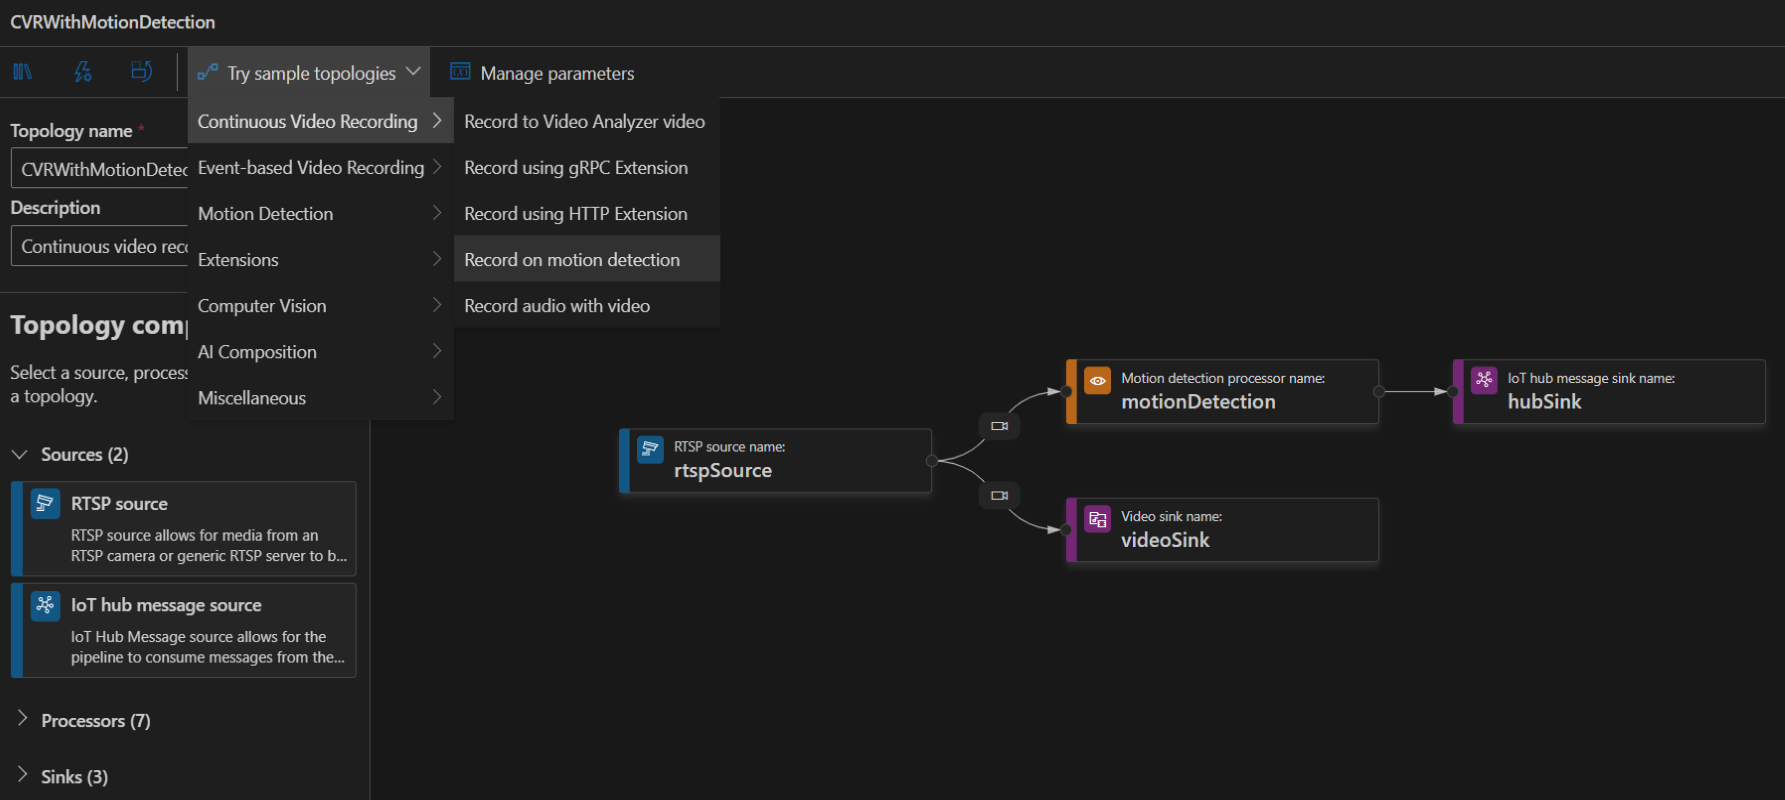 CVRWithMotionDetection
Try sample topologies
Manage parameters
Topology name *
CVRWithMotionDetec
Description
Continuous video reco
Continuous Video Recording
Event-based Video Recording
Motion Detection
Extensions
Computer Vision
AI Composition
Miscellaneous
Record to Video Analyzer video
Record using gRPC Extension
Record using HTTP Extension
Record on motion detection
Record audio with video
Topology com
Select a source, proces
a topology.
Sources (2)
RTSP source
RTSP source allows for media from an
RTSP camera or generic RTSP server to b...
IoT hub message source
IoT Hub Message source allows for the
pipeline to consume messages from the...
Processors (7)
Sinks (3)
RTSP source name:
rtspSource
Motion detection processor name:
motionDetection
IoT hub message sink name:
hubSink
Video sink name:
videoSink